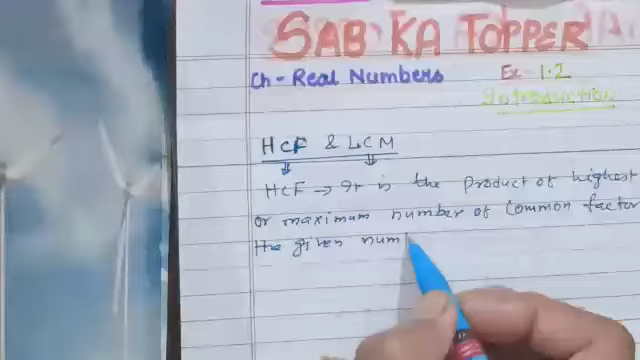 SAB KA TOPPER
Ch - Real Numbers
Ex - 1.2
Introduction
HCF & LCM
HCF → It is the product of highest
or maximum number of common factor
the given num